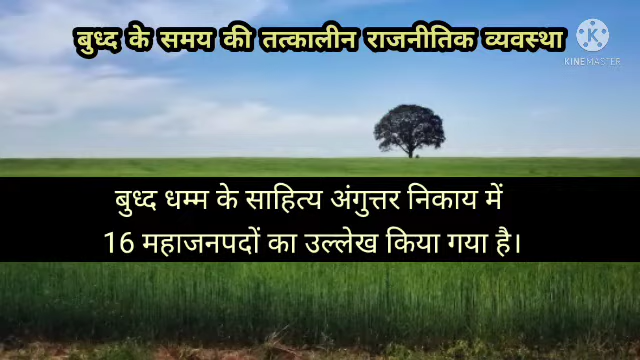 बुध्द के समय की तत्कालीन राजनीतिक व्यवस्था
KINEMASTER
बुध्द धम्म के साहित्य अंगुत्तर निकाय में
16 महाजनपदों का उल्लेख किया गया है।